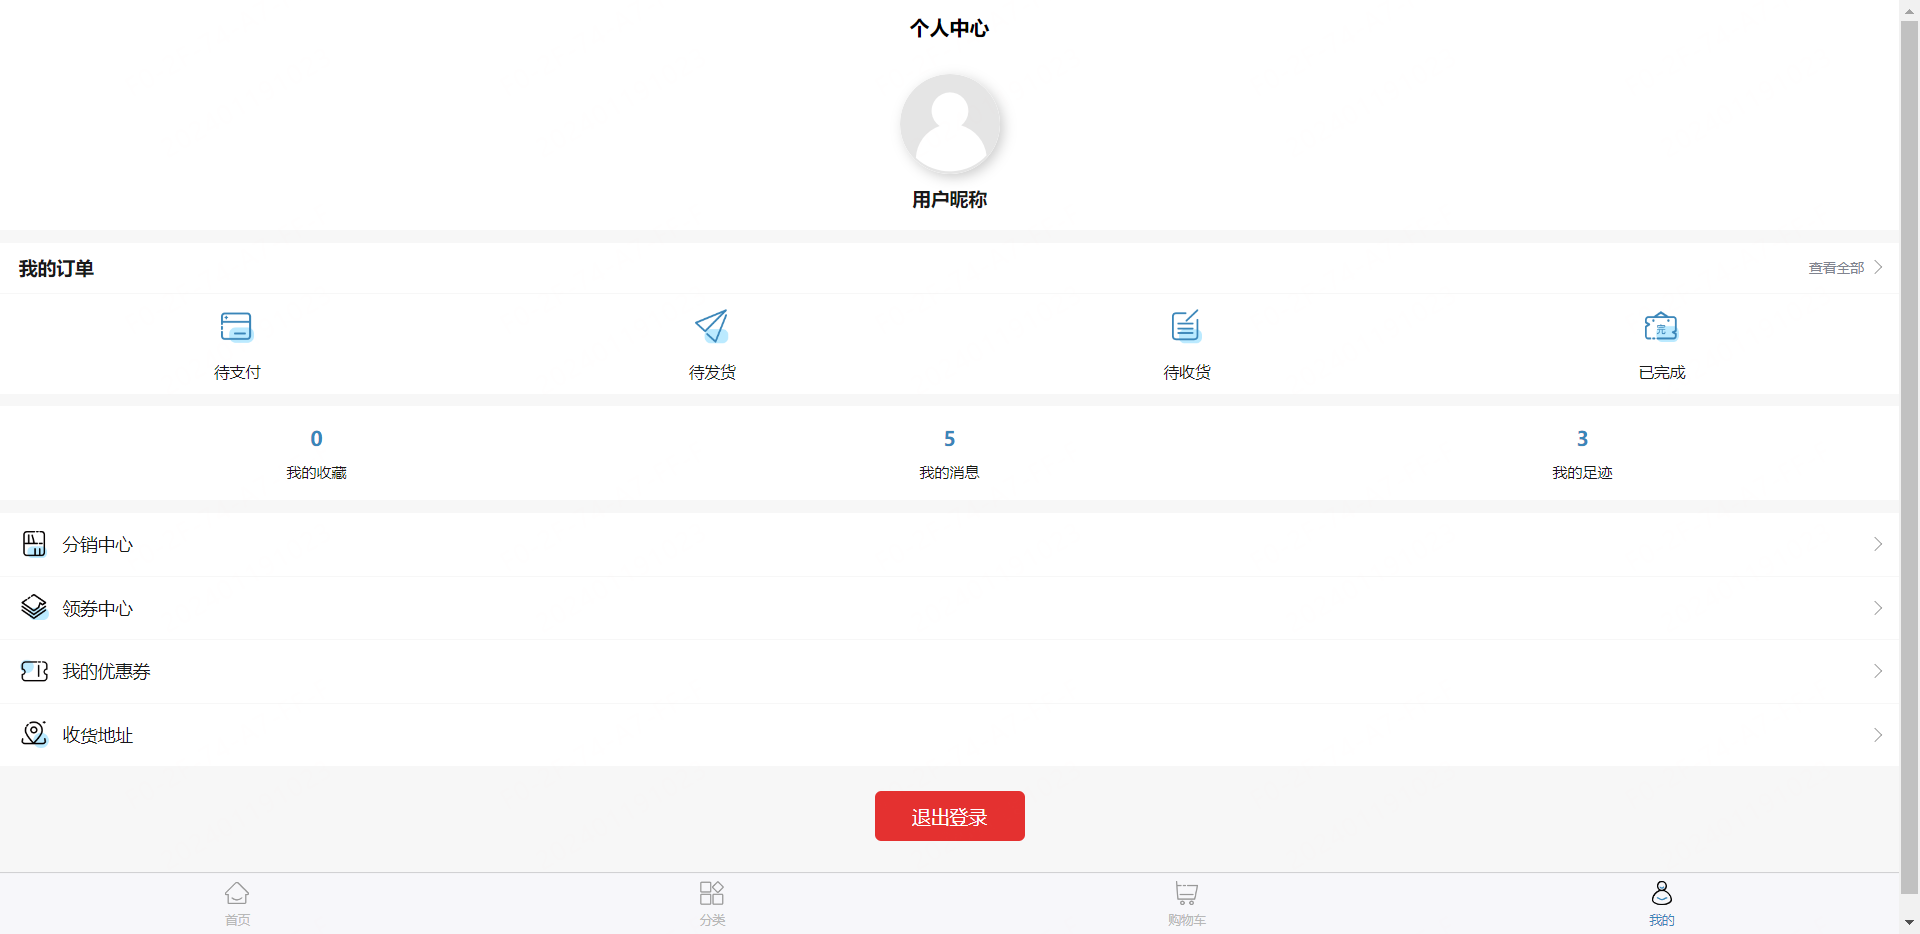 个人中心
用户昵称
我的订单
查看全部
待支付
待发货
完
待收货
已完成
0
5
3
我的收藏
我的消息
我的足迹
分销中心
领券中心
我的优惠券
收货地址
退出登录
首页
分类
购物车
我的